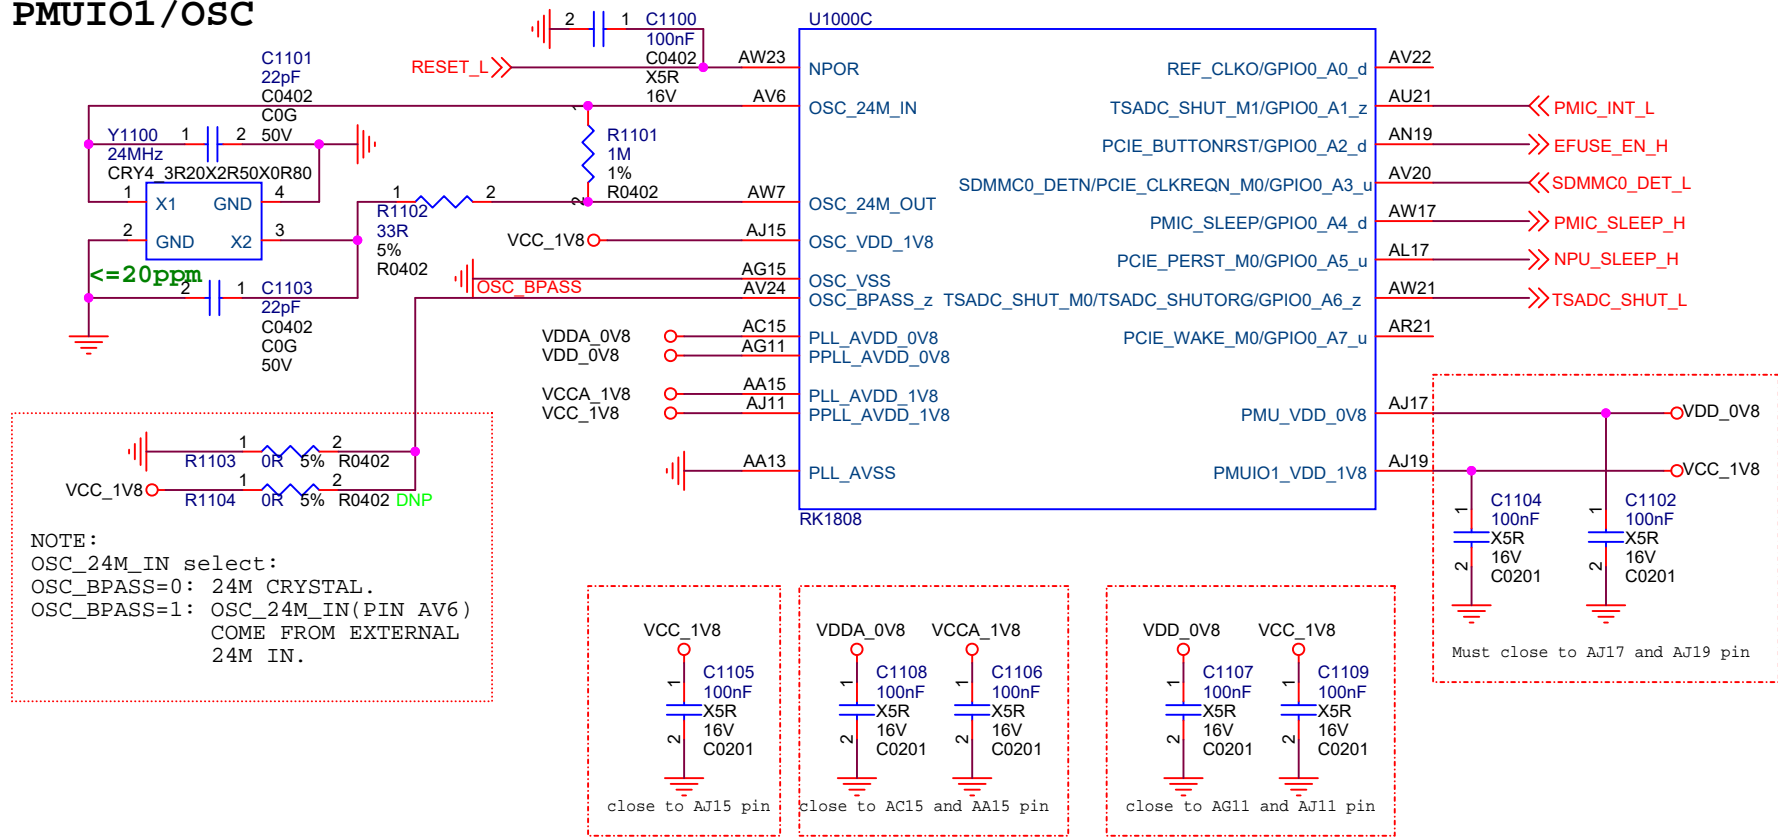 PMUIO1/OSC
C1101
22pF
C0402
C0G
50V
Y1100
24MHz
CRY4_3R20X2R50X0R80
1
2
1
X1
GND
4
2
GND
X2
3
<=20ppm
2
1
C1103
22pF
C0402
C0G
50V
RESET_L
2
1
C1100
100nF
C0402
X5R
16V
1
R1101
1M
1%
R0402
2
1
2
R1102
33R
5%
R0402
VCC_1V8
OSC_BPASS
VDDA_0V8
VDD_0V8
VCCA_1V8
VCC_1V8
U1000C
AW23
NPOR
AV6
OSC_24M_IN
AW7
OSC_24M_OUT
AJ15
OSC_VDD_1V8
AG15
OSC_VSS
AV24
OSC_BPASS_z
AC15
PLL_AVDD_0V8
AG11
PPLL_AVDD_0V8
AA15
PLL_AVDD_1V8
AJ11
PPLL_AVDD_1V8
AA13
PLL_AVSS
RK1808
REF_CLKO/GPIO0_A0_d
AV22
TSADC_SHUT_M1/GPIO0_A1_z
AU21
PMIC_INT_L
PCIE_BUTTONRST/GPIO0_A2_d
AN19
EFUSE_EN_H
SDMMC0_DETN/PCIE_CLKREQN_M0/GPIO0_A3_u
AV20
SDMMC0_DET_L
PMIC_SLEEP/GPIO0_A4_d
AW17
PMIC_SLEEP_H
PCIE_PERST_M0/GPIO0_A5_u
AL17
NPU_SLEEP_H
TSADC_SHUT_M0/TSADC_SHUTORG/GPIO0_A6_z
AW21
TSADC_SHUT_L
PCIE_WAKE_M0/GPIO0_A7_u
AR21
PMU_VDD_0V8
AJ17
VDD_0V8
PMUIO1_VDD_1V8
AJ19
VCC_1V8
1
2
C1104
100nF
X5R
16V
C0201
1
2
C1102
100nF
X5R
16V
C0201
Must close to AJ17 and AJ19 pin
1
2
R1103
0R
5%
R0402
VCC_1V8
1
2
R1104
0R
5%
R0402
DNP
NOTE:
OSC_24M_IN select:
OSC_BPASS=0: 24M CRYSTAL.
OSC_BPASS=1: OSC_24M_IN(PIN AV6)
COME FROM EXTERNAL
24M IN.
VCC_1V8
1
2
C1105
100nF
X5R
16V
C0201
close to AJ15 pin
VDDA_0V8
1
2
C1108
100nF
X5R
16V
C0201
VCCA_1V8
1
2
C1106
100nF
X5R
16V
C0201
close to AC15 and AA15 pin
VDD_0V8
1
2
C1107
100nF
X5R
16V
C0201
VCC_1V8
1
2
C1109
100nF
X5R
16V
C0201
close to AG11 and AJ11 pin